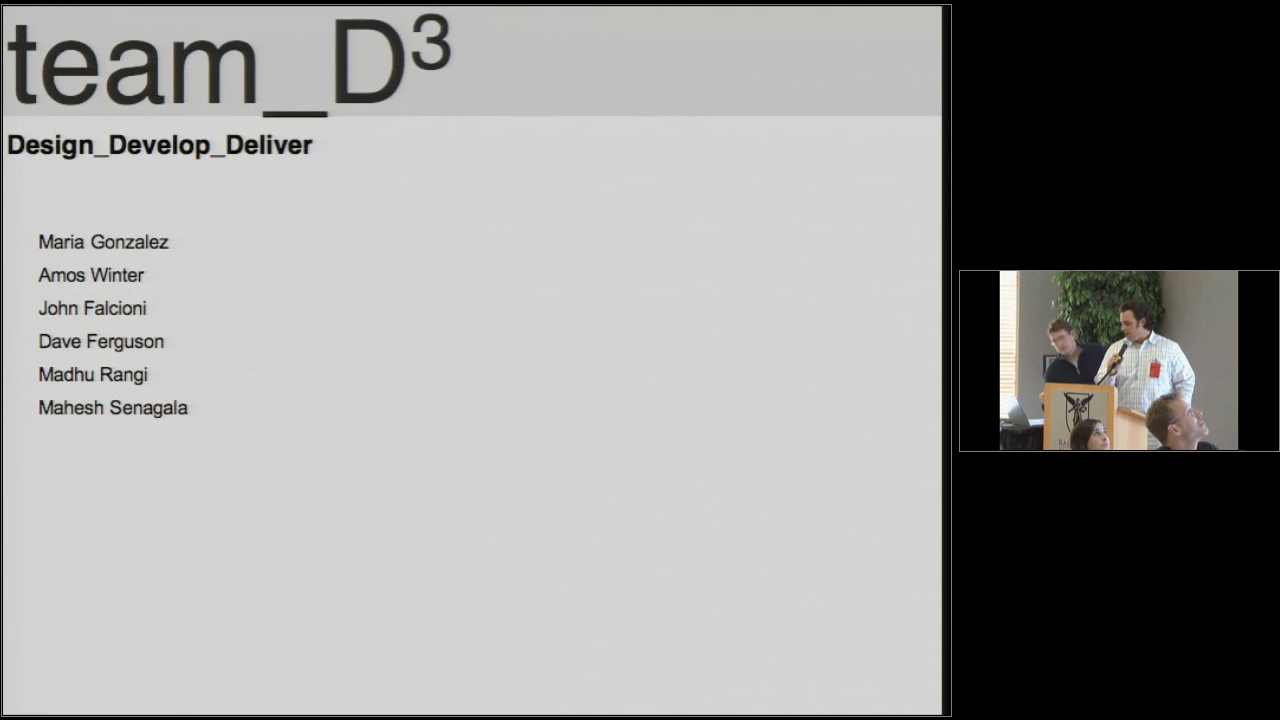 team_D³
Design_Develop_Deliver
Maria Gonzalez
Amos Winter
John Falcioni
Dave Ferguson
Madhu Rangi
Mahesh Senagala